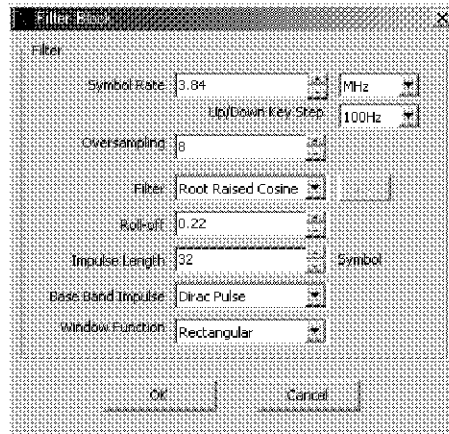 Filter Block
Filter
Symbol Rate 3.84 MHz
Up/Down Key Step 100Hz
Oversampling 8
Filter Root Raised Cosine ...
Roll-off 0.22
Impulse Length 32 Symbol
Base Band Impulse Dirac Pulse
Window Function Rectangular
OK Cancel